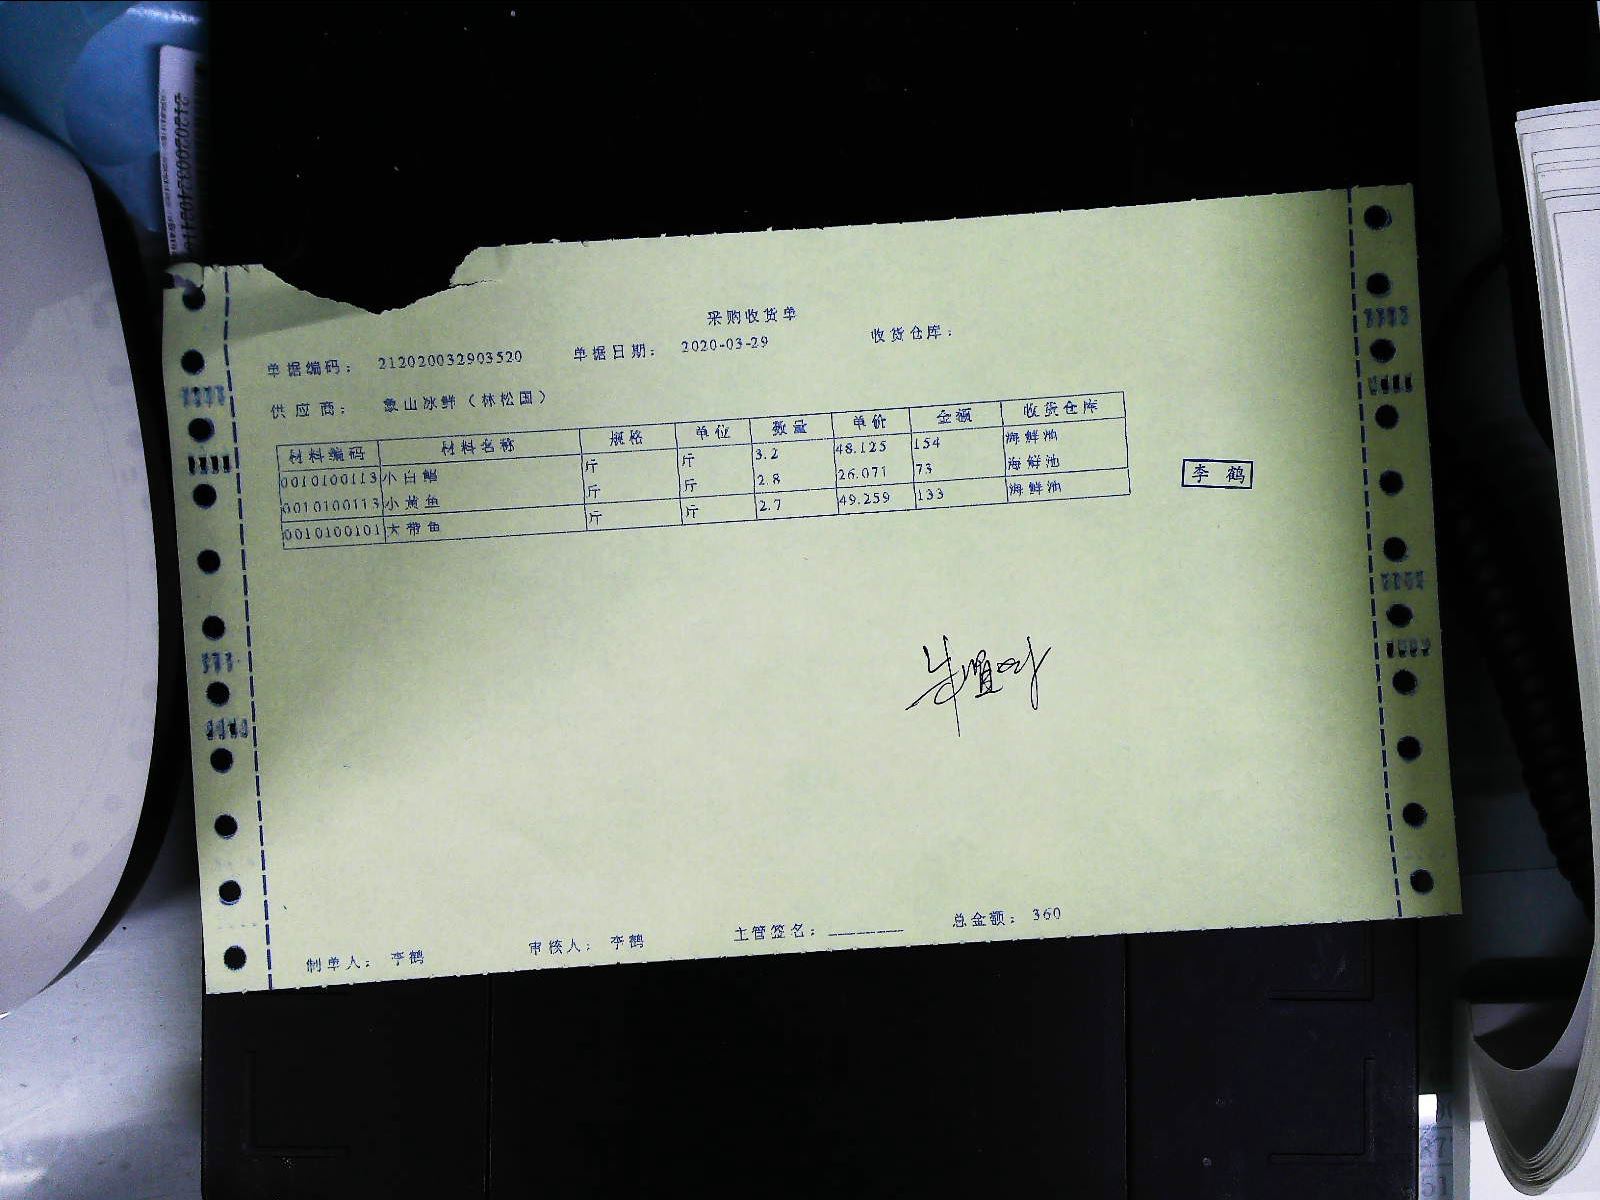 采购收货单
单据编码： 212020032903520 单据日期： 2020-03-29 收货仓库：
供应商： 象山冰鲜（林松国）
材料编码 材料名称 规格 单位 数量 单价 金额 收货仓库
0010100113 小白鲳 斤 斤 3.2 48.125 154 海鲜池
0010100113 小黄鱼 斤 斤 2.8 26.071 73 海鲜池
0010100101 大带鱼 斤 斤 2.7 49.259 133 海鲜池
李鹤
制单人： 李鹤 审核人： 李鹤 主管签名： 总金额： 360